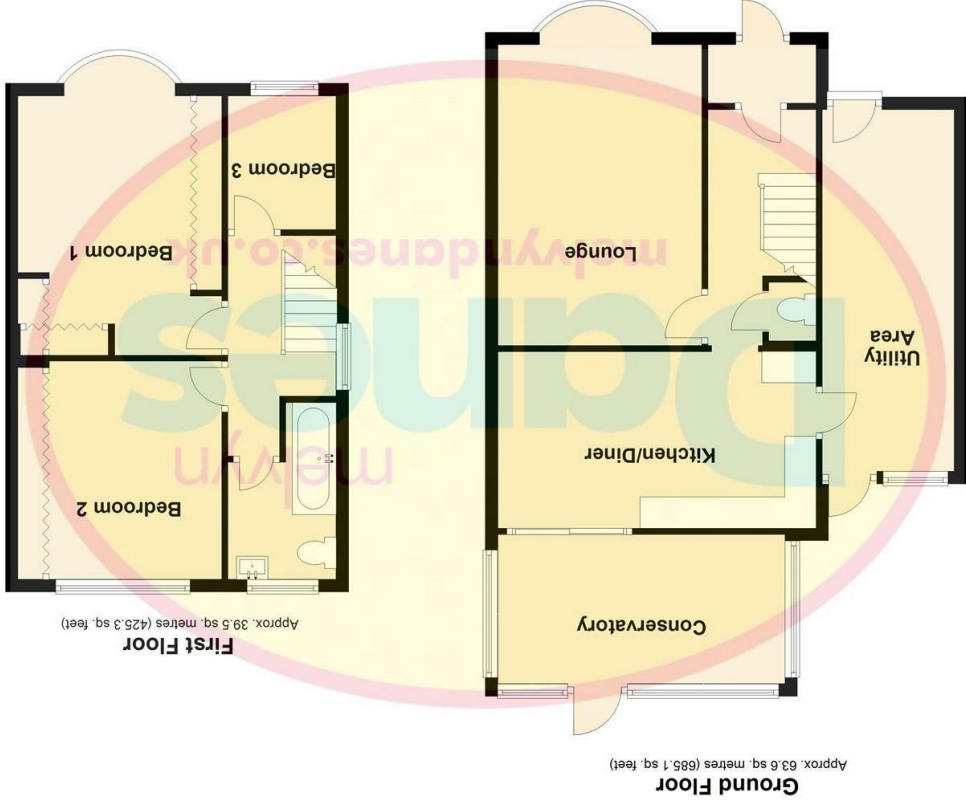 Ground Floor
Approx. 63.6 sq. metres (685.1 sq. feet)
Conservatory
Kitchen/Diner
Utility
Area
Lounge
First Floor
Approx. 39.5 sq. metres (425.3 sq. feet)
Bedroom 2
Bedroom 1
Bedroom 3
melvyn
Danes
melvyndanes.co.uk